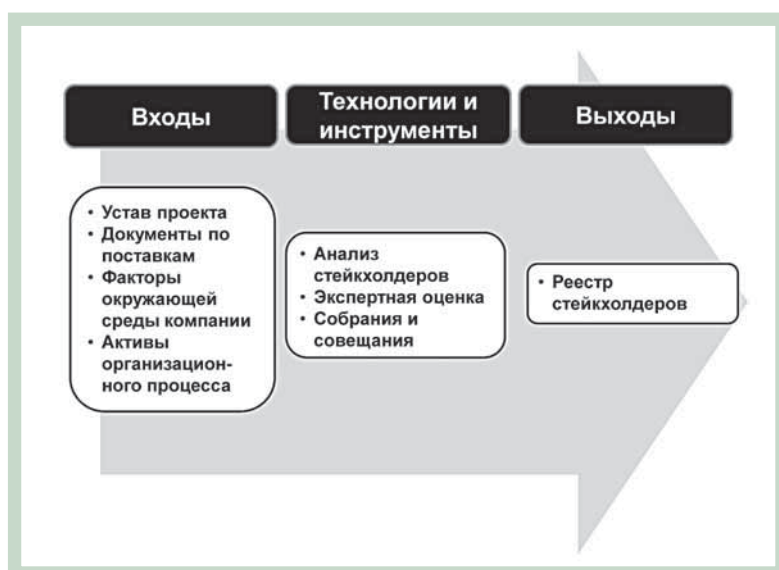 Входы
• Устав проекта
• Документы по
поставкам
• Факторы
окружающей
среды компании
• Активы
организацион-
ного процесса
Технологии и
инструменты
• Анализ
стейкхолдеров
• Экспертная оценка
• Собрания и
совещания
Выходы
• Реестр
стейкхолдеров